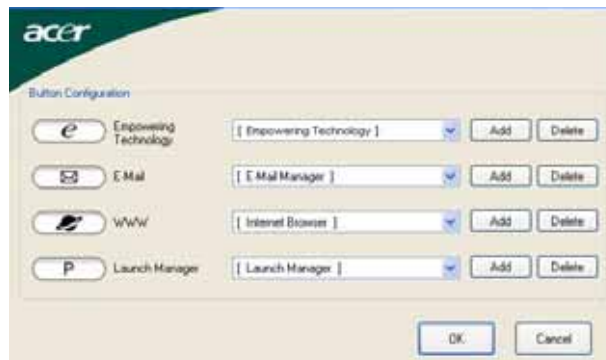 acer
Button Configuration
e Empowering Technology [ Empowering Technology ] Add Delete
E-Mail [ E-Mail Manager ] Add Delete
WWW [ Internet Browser ] Add Delete
P Launch Manager [ Launch Manager ] Add Delete
OK Cancel